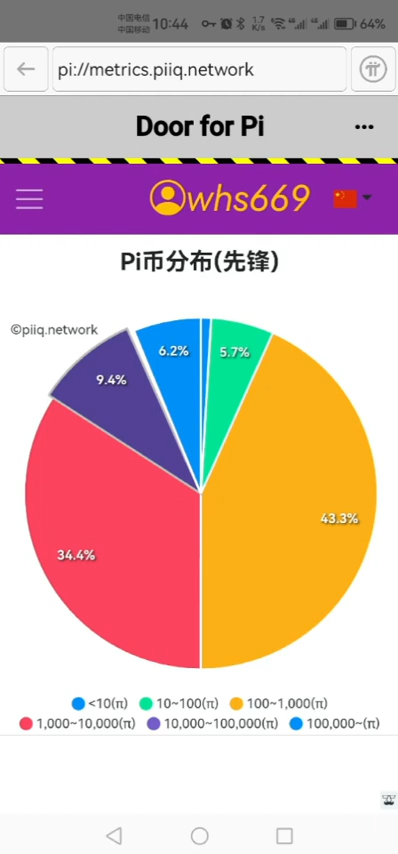 中国电信
中国移动 10:44 1.7 K/s 4G 4G 64%
pi://metrics.piiq.network
Door for Pi
whs669
Pi币分布(先锋)
©piiq.network
6.2%
5.7%
9.4%
43.3%
34.4%
<10(π) 10~100(π) 100~1,000(π)
1,000~10,000(π) 10,000~100,000(π) 100,000~(π)